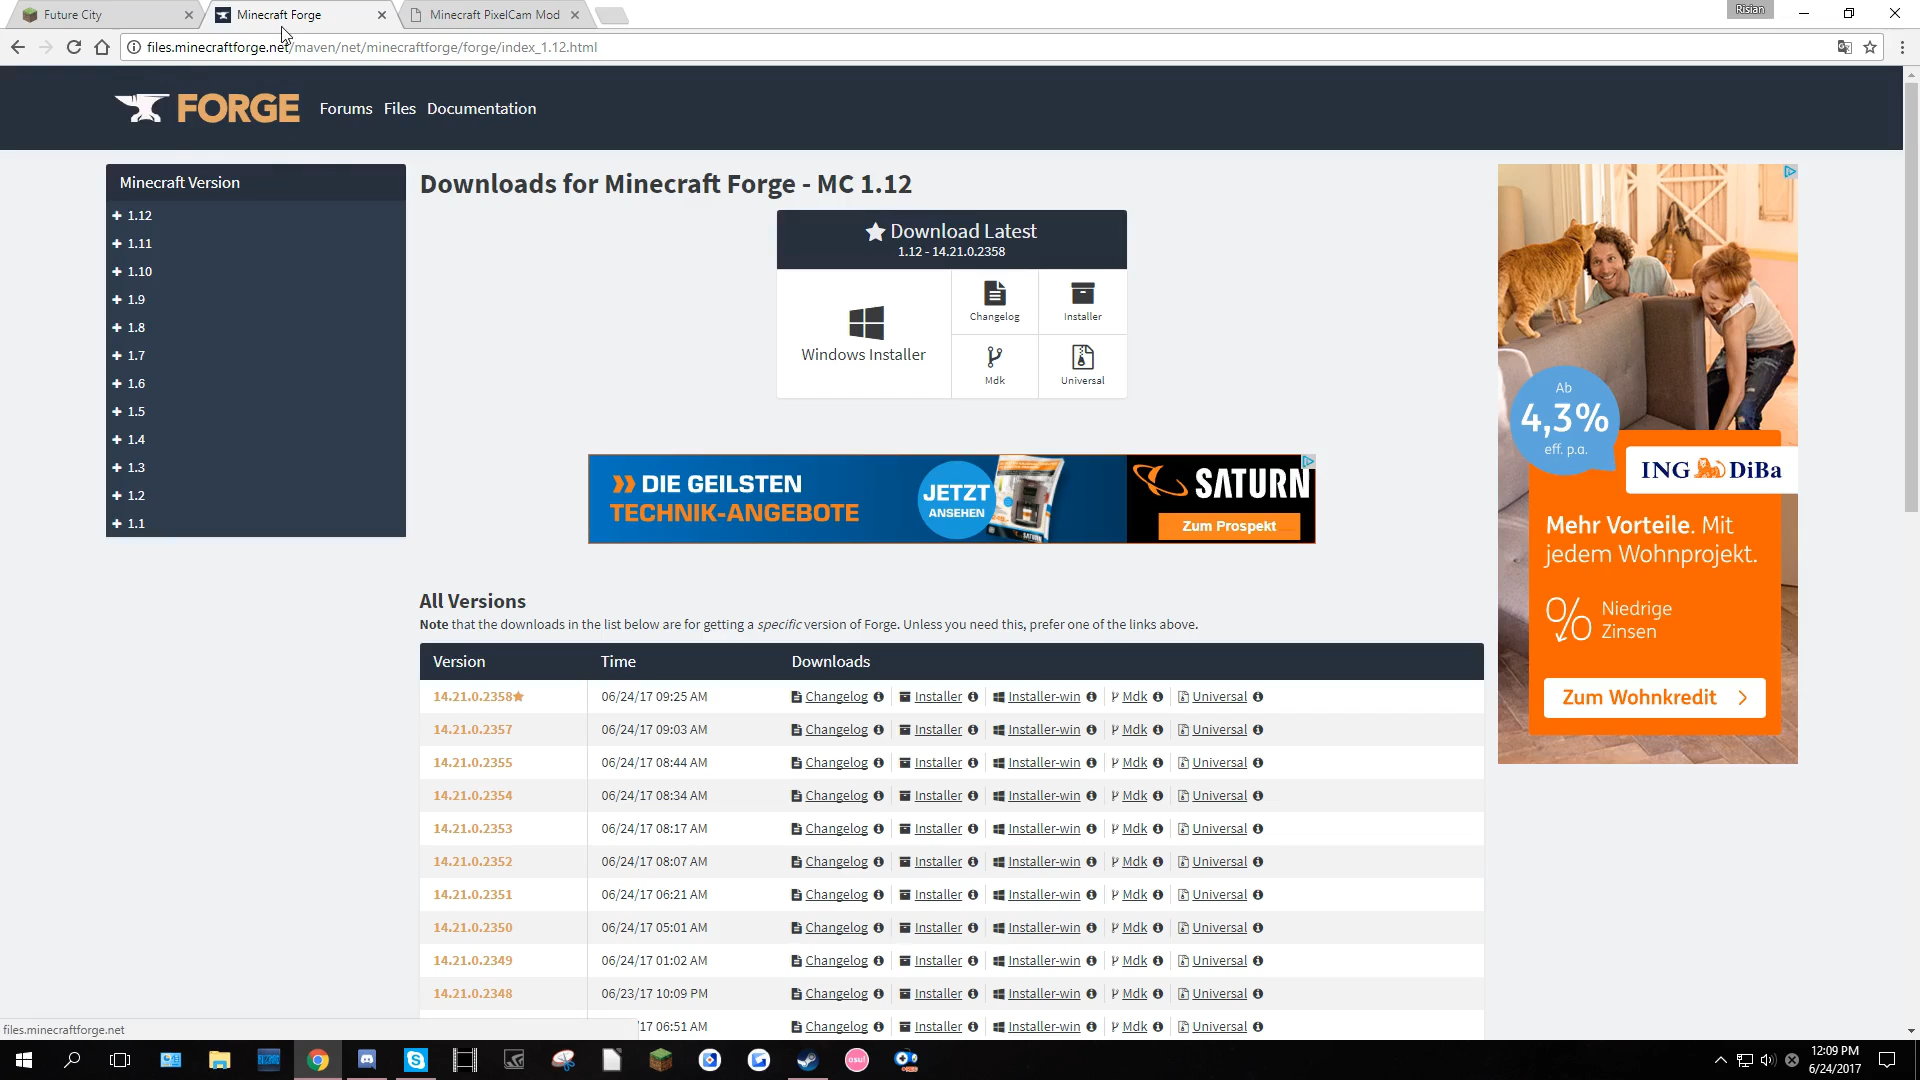 Future City
Minecraft Forge
Minecraft PixelCam Mod
Risian
files.minecraftforge.net/maven/net/minecraftforge/forge/index_1.12.html
FORGE
Forums Files Documentation
Minecraft Version
1.12
1.11
1.10
1.9
1.8
1.7
1.6
1.5
1.4
1.3
1.2
1.1
Downloads for Minecraft Forge - MC 1.12
Download Latest
1.12 - 14.21.0.2358
Windows Installer
Changelog
Installer
Mdk
Universal
DIE GEILSTEN
TECHNIK-ANGEBOTE
JETZT
ANSEHEN
SATURN
Zum Prospekt
Ab
4,3%
eff. p.a.
ING DiBa
Mehr Vorteile. Mit
jedem Wohnprojekt.
% Niedrige
Zinsen
Zum Wohnkredit
All Versions
Note that the downloads in the list below are for getting a specific version of Forge. Unless you need this, prefer one of the links above.
Version Time Downloads
14.21.0.2358 06/24/17 09:25 AM Changelog Installer Installer-win Mdk Universal
14.21.0.2357 06/24/17 09:03 AM Changelog Installer Installer-win Mdk Universal
14.21.0.2355 06/24/17 08:44 AM Changelog Installer Installer-win Mdk Universal
14.21.0.2354 06/24/17 08:34 AM Changelog Installer Installer-win Mdk Universal
14.21.0.2353 06/24/17 08:17 AM Changelog Installer Installer-win Mdk Universal
14.21.0.2352 06/24/17 08:07 AM Changelog Installer Installer-win Mdk Universal
14.21.0.2351 06/24/17 06:21 AM Changelog Installer Installer-win Mdk Universal
14.21.0.2350 06/24/17 05:01 AM Changelog Installer Installer-win Mdk Universal
14.21.0.2349 06/24/17 01:02 AM Changelog Installer Installer-win Mdk Universal
14.21.0.2348 06/23/17 10:09 PM Changelog Installer Installer-win Mdk Universal
/17 06:51 AM Changelog Installer Installer-win Mdk Universal
files.minecraftforge.net
osu!
12:09 PM
6/24/2017